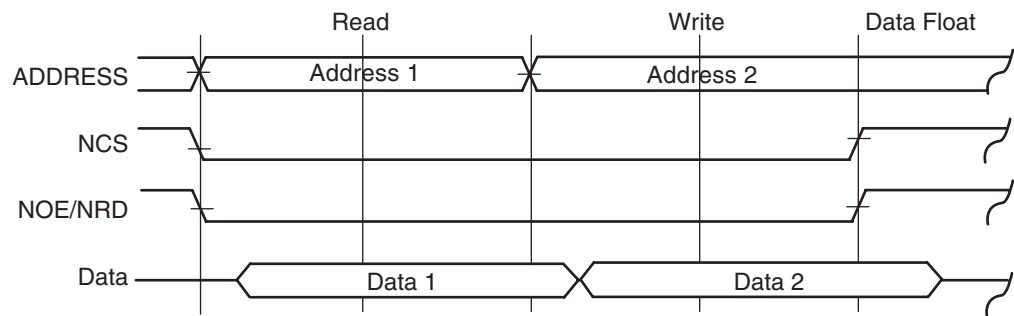 Read Write Data Float
ADDRESS Address 1 Address 2
NCS
NOE/NRD
Data Data 1 Data 2